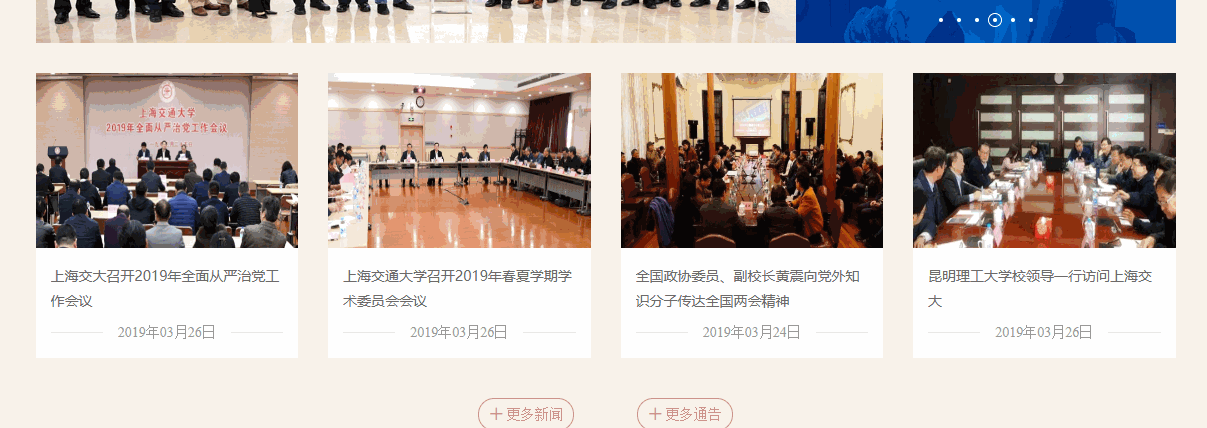 上海交通大学
2019年全面从严治党工作会议
上海交大召开2019年全面从严治党工
作会议
2019年03月26日
上海交通大学召开2019年春夏学期学
术委员会会议
2019年03月26日
全国政协委员、副校长黄震向党外知
识分子传达全国两会精神
2019年03月24日
昆明理工大学校领导一行访问上海交
大
2019年03月26日
+更多新闻
+更多通告